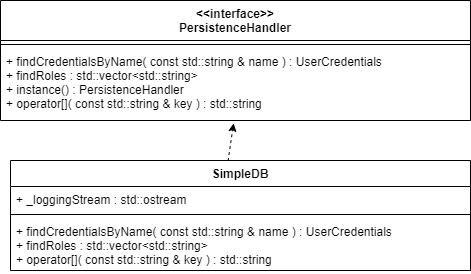 <<interface>>
PersistenceHandler
+ findCredentialsByName( const std::string & name ) : UserCredentials
+ findRoles : std::vector<std::string>
+ instance() : PersistenceHandler
+ operator[]( const std::string & key ) : std::string
SimpleDB
+ _loggingStream : std::ostream
+ findCredentialsByName( const std::string & name ) : UserCredentials
+ findRoles : std::vector<std::string>
+ operator[]( const std::string & key ) : std::string